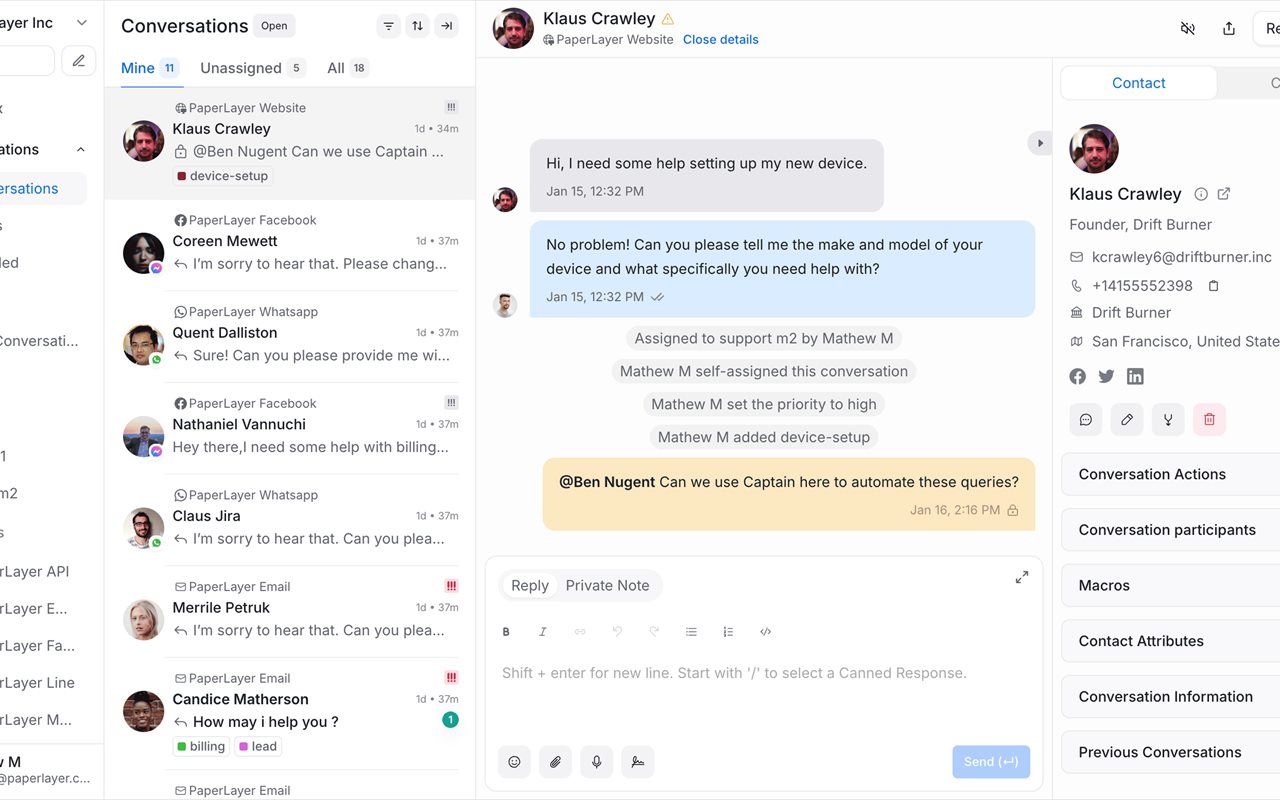 ayer Inc
ations
ersations
led
Conversati...
1
m2
rLayer API
rLayer E...
rLayer Fa...
rLayer Line
rLayer M...
w M
@paperlayer.c...
Conversations
Open
Mine 11
Unassigned 5
All 18
PaperLayer Website
!!!
Klaus Crawley
1d • 34m
@Ben Nugent Can we use Captain ...
device-setup
PaperLayer Facebook
Coreen Mewett
1d • 37m
I’m sorry to hear that. Please chang...
PaperLayer Whatsapp
Quent Dalliston
1d • 37m
Sure! Can you please provide me wi...
PaperLayer Facebook
!!!
Nathaniel Vannuchi
1d • 37m
Hey there,I need some help with billing...
PaperLayer Whatsapp
Claus Jira
1d • 37m
I’m sorry to hear that. Can you plea...
PaperLayer Email
!!!
Merrile Petruk
1d • 37m
I’m sorry to hear that. Can you plea...
PaperLayer Email
!!!
Candice Matherson
1d • 37m
How may i help you ?
1
billing
lead
PaperLayer Email
Klaus Crawley
PaperLayer Website
Close details
Re
Hi, I need some help setting up my new device.
Jan 15, 12:32 PM
No problem! Can you please tell me the make and model of your
device and what specifically you need help with?
Jan 15, 12:32 PM
Assigned to support m2 by Mathew M
Mathew M self-assigned this conversation
Mathew M set the priority to high
Mathew M added device-setup
@Ben Nugent Can we use Captain here to automate these queries?
Jan 16, 2:16 PM
Reply
Private Note
B I
Shift + enter for new line. Start with '/' to select a Canned Response.
Send (↵)
Contact
C
Klaus Crawley
Founder, Drift Burner
kcrawley6@driftburner.inc
+14155552398
Drift Burner
San Francisco, United State
Conversation Actions
Conversation participants
Macros
Contact Attributes
Conversation Information
Previous Conversations